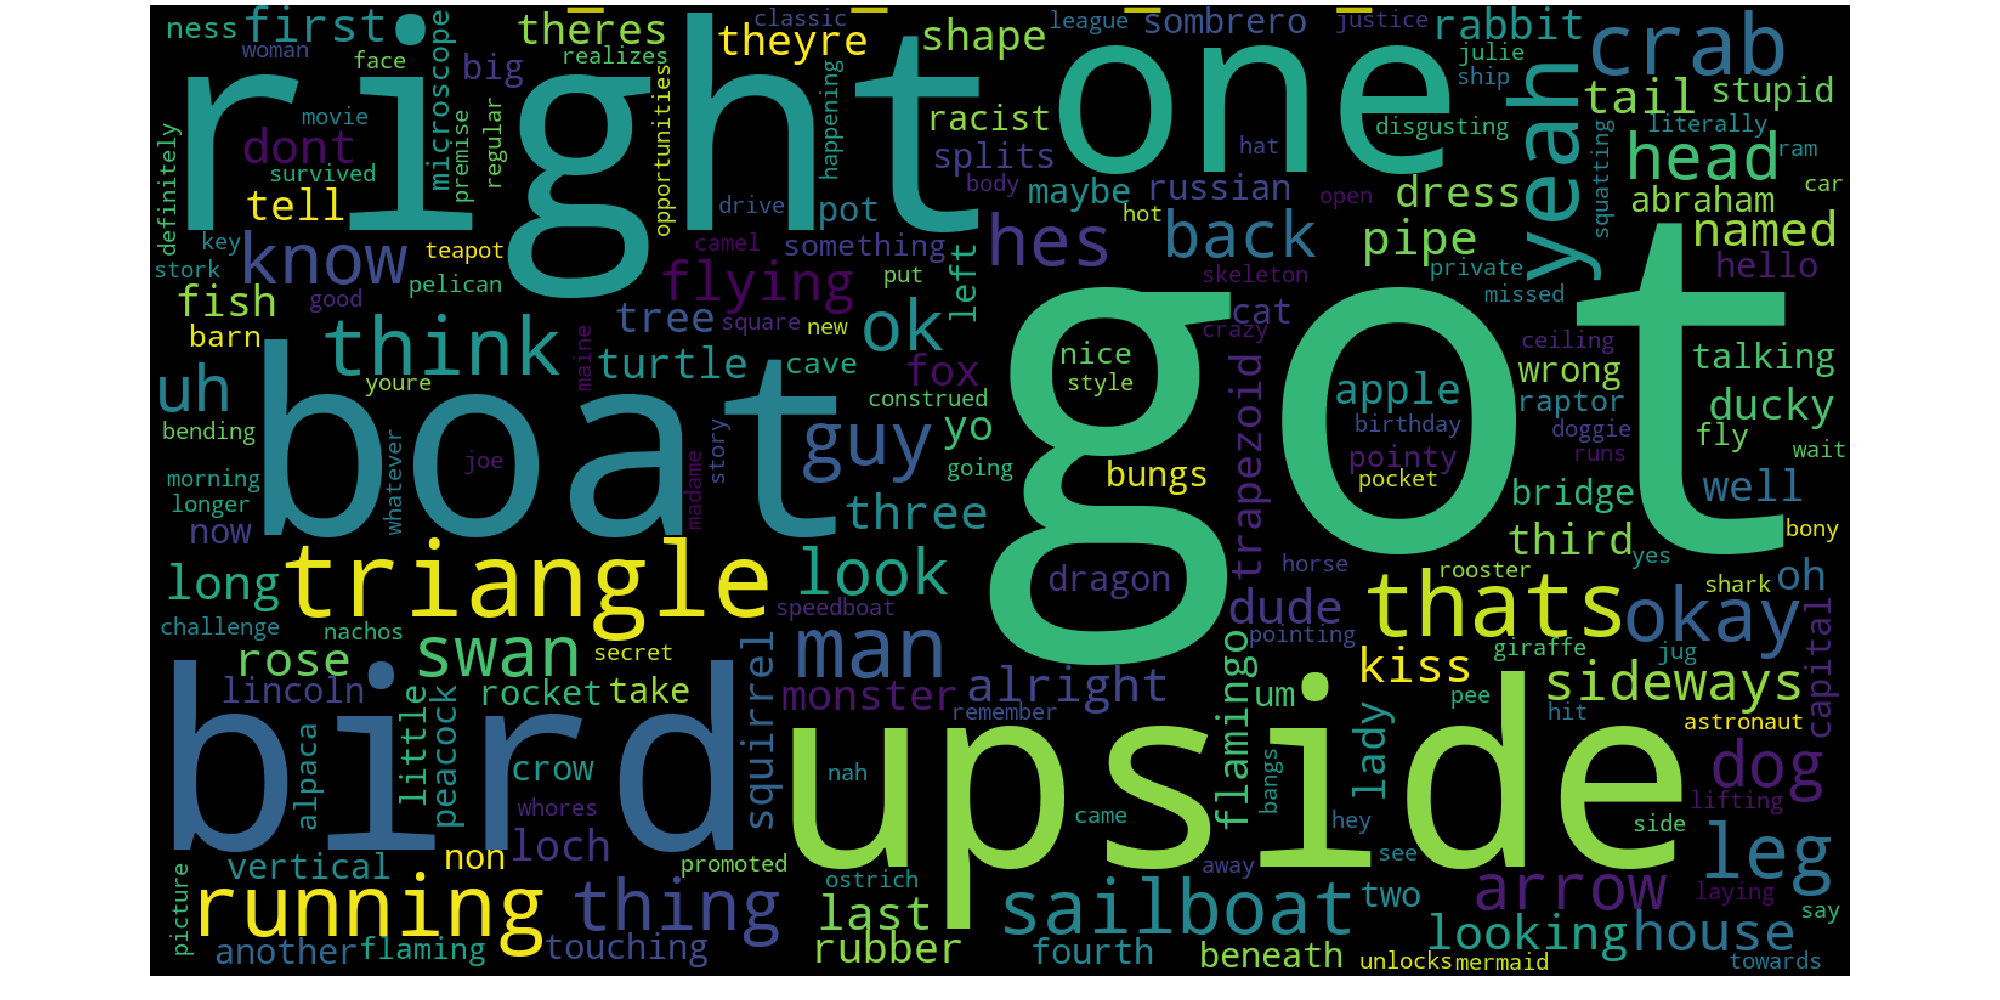 ness
first
woman
face
microscope
big
theres
realizes
classic
theyre
shape
league
sombrero
justice
rabbit
julie
ship
crab
right
one
yeah
tail
stupid
movie
dont
survived
definitely
premise
regular
opportunities
happening
racist
disgusting
literally
splits
hat
squatting
head
ram
tell
body
maybe
russian
open
dress
abraham
car
drive
pot
hot
key
know
teapot
camel
something
hes
back
pipe
named
stork
pelican
flying
put
left
skeleton
private
hello
fish
good
missed
barn
think
tree
square
new
ok
cat
crazy
ceiling
maine
turtle
cave
fox
nice
wrong
talking
uh
youre
style
construed
apple
raptor
ducky
boat
got
bending
guy
yo
birthday
doggie
fly
wait
joe
story
whatever
madame
going
bungs
trapezoid
pointy
pocket
runs
morning
longer
three
bridge
well
now
third
bony
triangle
look
dragon
horse
rooster
yes
shark
oh
long
speedboat
dude
thats
okay
challenge
nachos
swan
secret
man
pointing
giraffe
jug
capital
rose
kiss
lincoln
rocket
take
monster
alright
um
pee
sideways
little
peacock
squirrel
remember
flamingo
lady
hit
astronaut
bird
upside
alpaca
crow
nah
bangs
dog
whores
came
hey
side
lifting
loch
non
vertical
promoted
away
see
leg
picture
running
thing
ostrich
sailboat
two
arrow
laying
last
say
another
flaming
touching
rubber
fourth
beneath
looking
house
unlocks
mermaid
towards